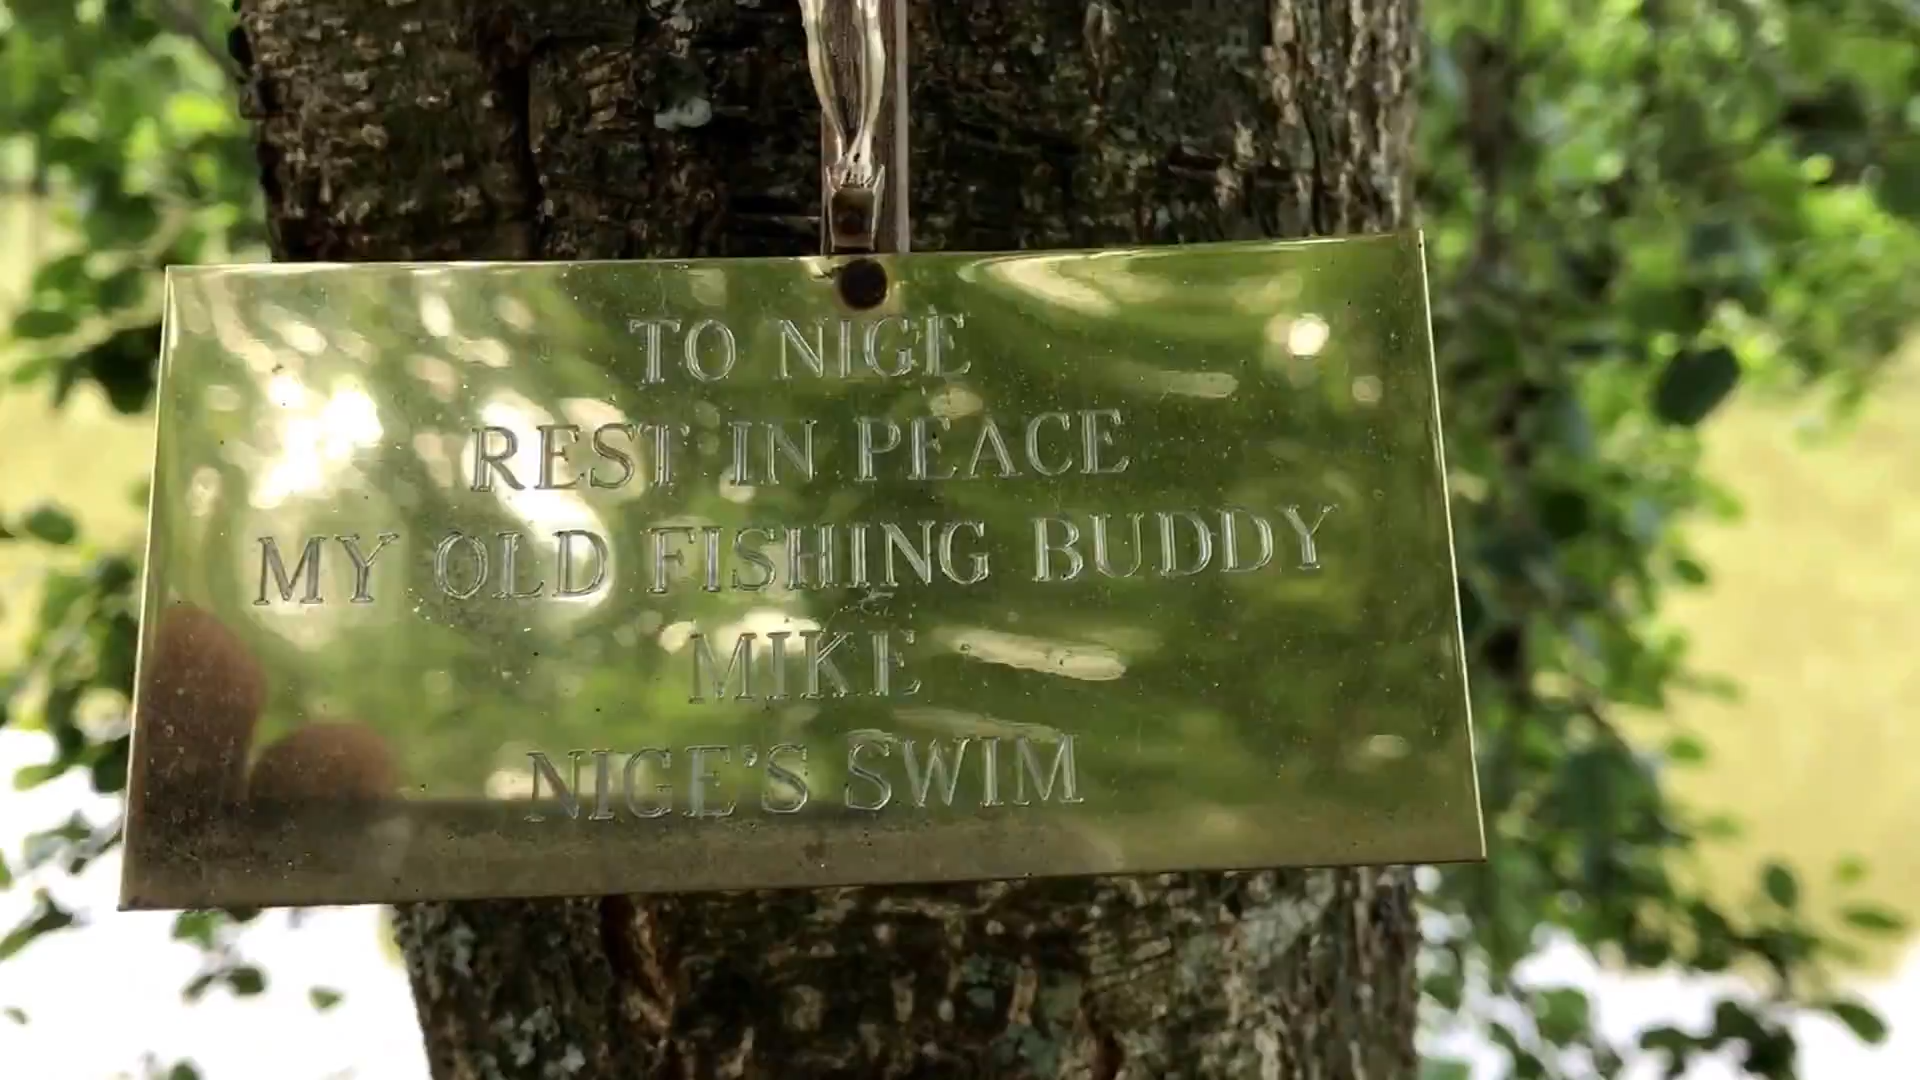 TO NIGE
REST IN PEACE
MY OLD FISHING BUDDY
MIKE
NIGE'S SWIM